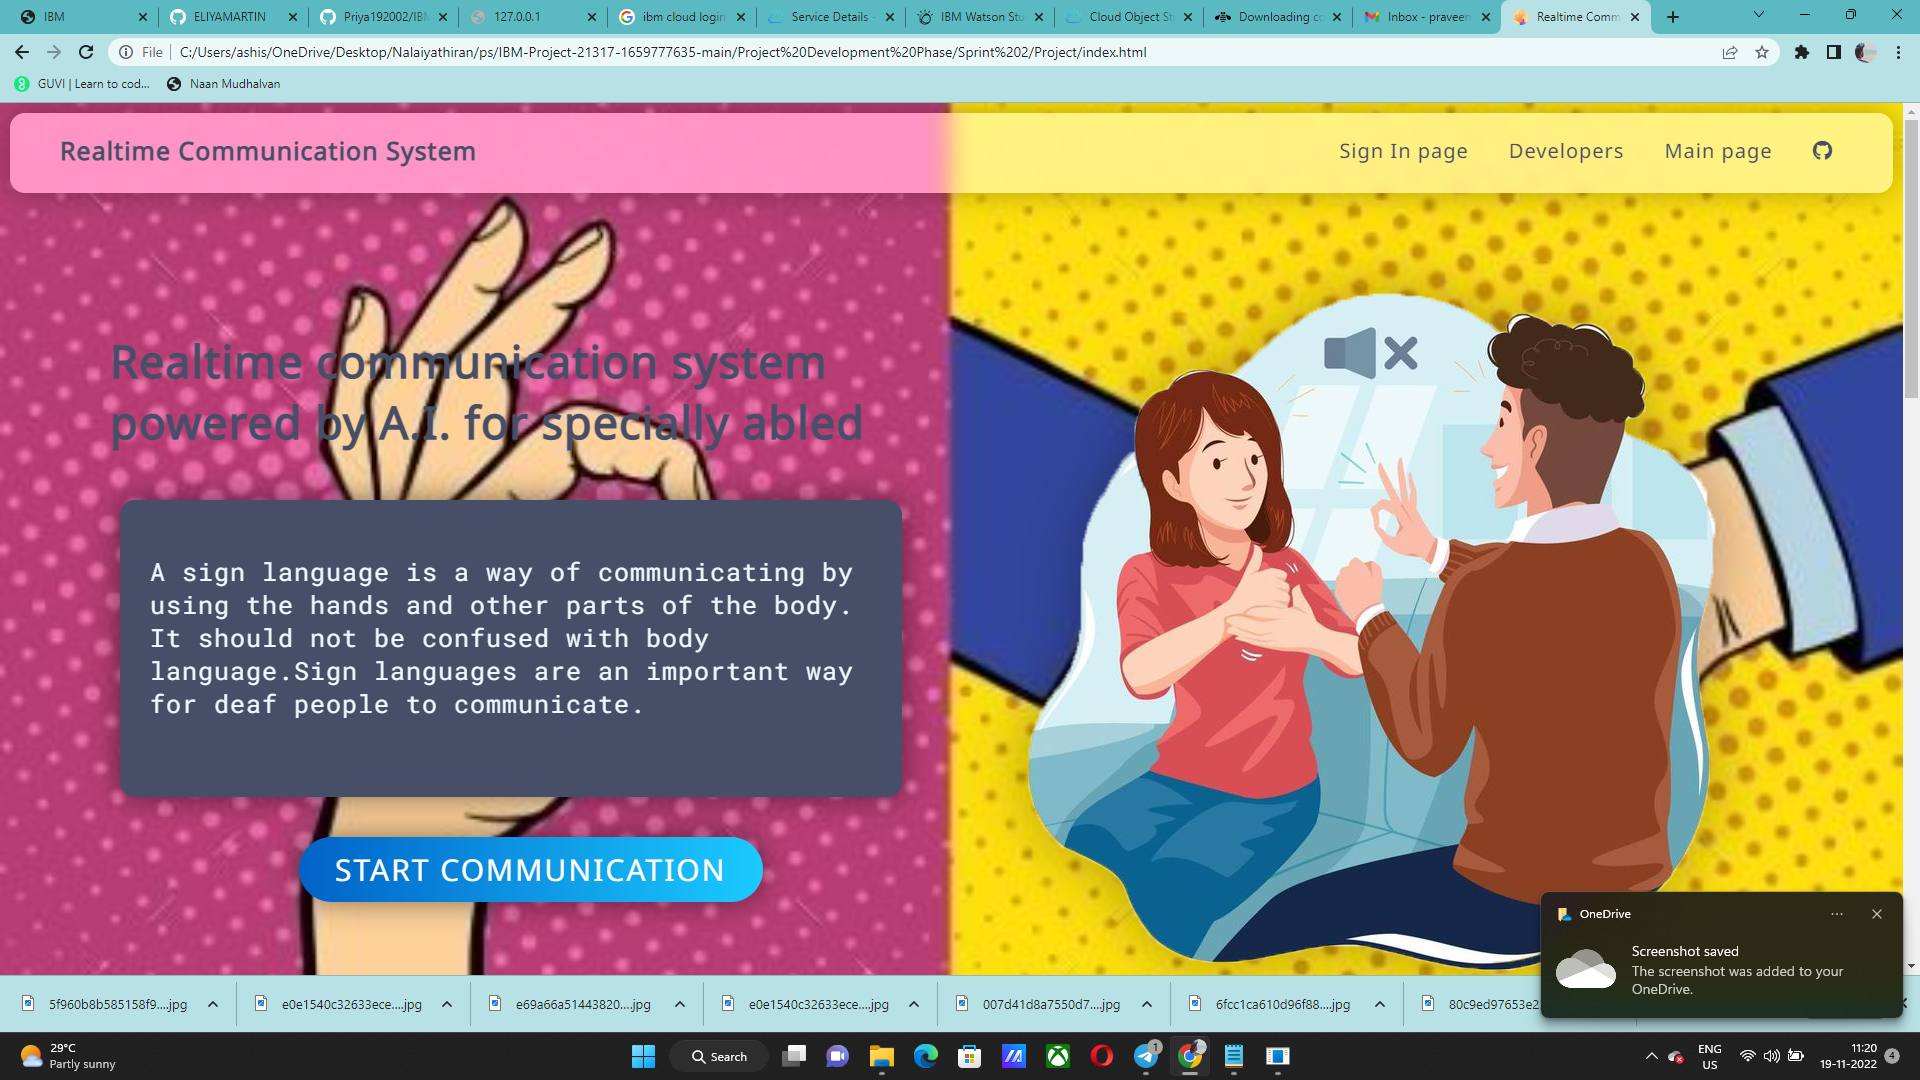 IBM
ELIYAMARTIN
Priya192002/IBM
127.0.0.1
ibm cloud login
Service Details -
IBM Watson Stu
Cloud Object St
Downloading co
Inbox - praveen
Realtime Comm
File
C:/Users/ashis/OneDrive/Desktop/Nalaiyathiran/ps/IBM-Project-21317-1659777635-main/Project%20Development%20Phase/Sprint%202/Project/index.html
GUVI | Learn to cod...
Naan Mudhalvan
Realtime Communication System
Sign In page
Developers
Main page
Realtime communication system
powered by A.I. for specially abled
A sign language is a way of communicating by
using the hands and other parts of the body.
It should not be confused with body
language.Sign languages are an important way
for deaf people to communicate.
START COMMUNICATION
OneDrive
Screenshot saved
The screenshot was added to your
OneDrive.
5f960b8b585158f9....jpg
e0e1540c32633ece....jpg
e69a66a51443820....jpg
e0e1540c32633ece....jpg
007d41d8a7550d7....jpg
6fcc1ca610d96f88....jpg
80c9ed97653e2
29°C
Partly sunny
Search
1
ENG
US
11:20
19-11-2022
4